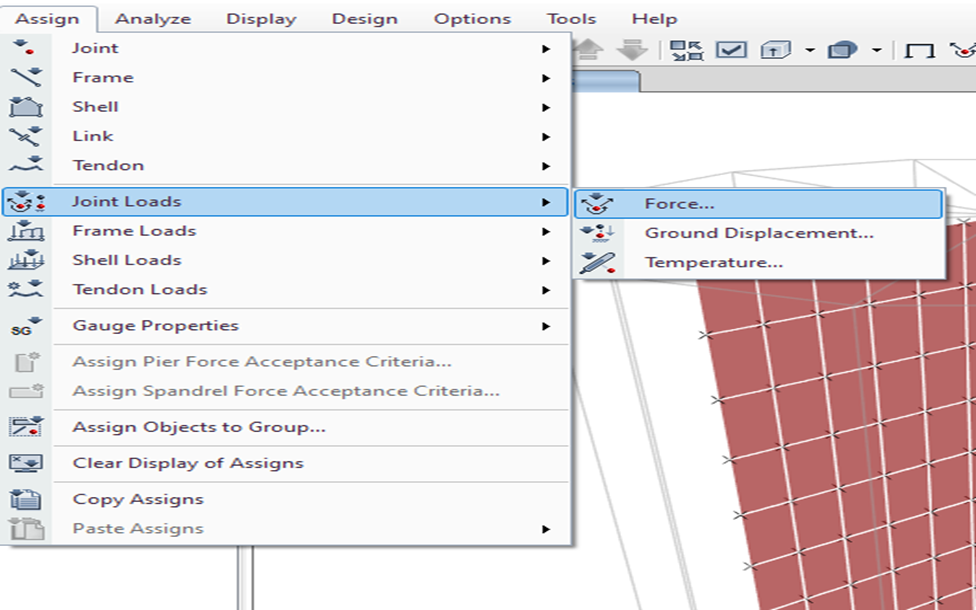 Assign Analyze Display Design Options Tools Help
Joint
Frame
Shell
Link
Tendon
Joint Loads
Force...
Frame Loads
Ground Displacement...
Shell Loads
Temperature...
Tendon Loads
SG Gauge Properties
Assign Pier Force Acceptance Criteria...
Assign Spandrel Force Acceptance Criteria...
Assign Objects to Group...
Clear Display of Assigns
Copy Assigns
Paste Assigns